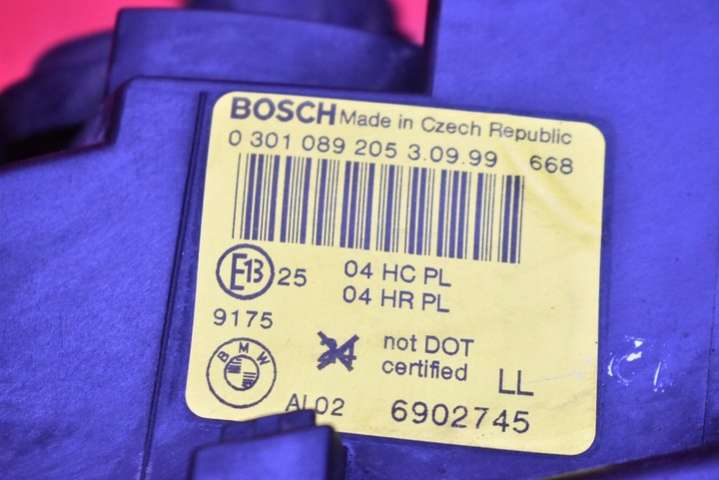 BOSCH Made in Czech Republic
0 301 089 205 3.09.99 668
E13 25 04 HC PL
04 HR PL
9175
BMW
24 not DOT
certified LL
AL02 6902745